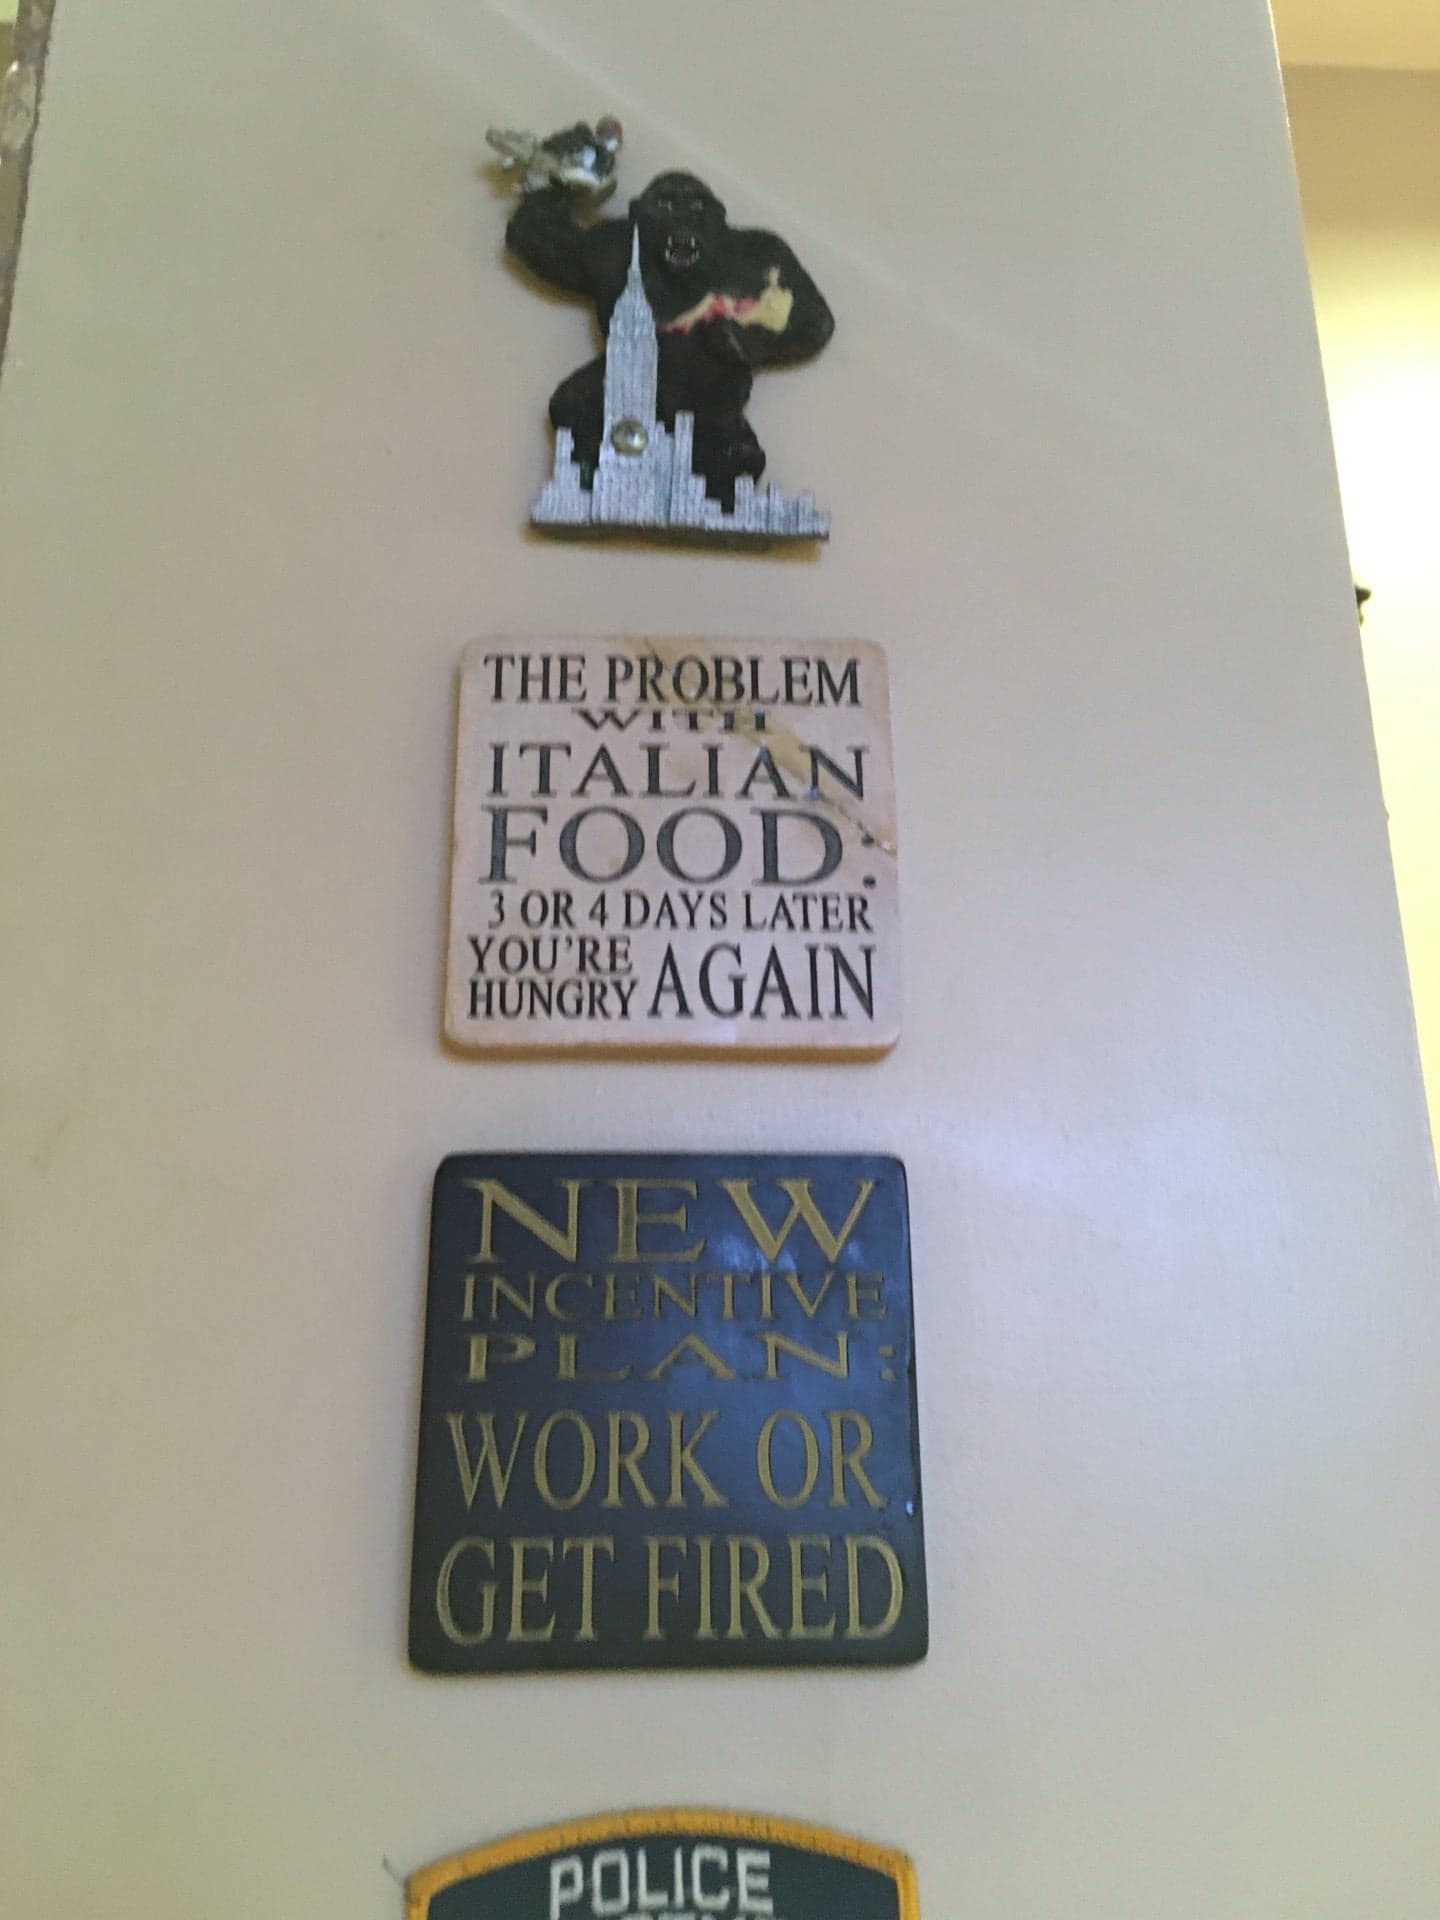 THE PROBLEM
WITH
ITALIAN
FOOD:
3 OR 4 DAYS LATER
YOU'RE
HUNGRY AGAIN
NEW
INCENTIVE
PLAN:
WORK OR
GET FIRED
POLICE